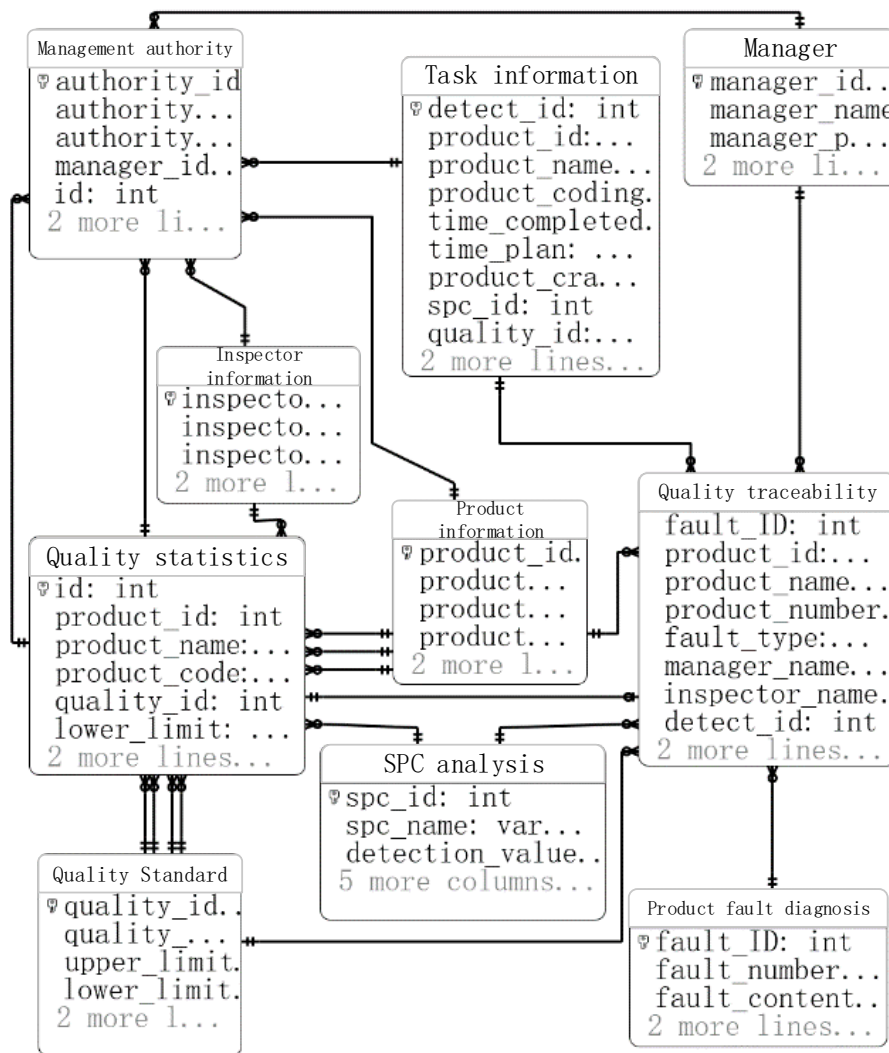 Management authority
authority_id
authority...
authority...
manager_id..
id: int
2 more li...
Task information
detect_id: int
product_id:...
product_name...
product_coding.
time_completed.
time_plan: ...
product_cra...
spc_id: int
quality_id:...
2 more lines...
Manager
manager_id..
manager_name
manager_p...
2 more li...
Inspector
information
inspecto...
inspecto...
inspecto...
2 more l...
Product
information
product_id.
product...
product...
product...
2 more l...
Quality traceability
fault_ID: int
product_id:...
product_name...
product_number.
fault_type:...
manager_name...
inspector_name.
detect_id: int
2 more lines...
Quality statistics
id: int
product_id: int
product_name:...
product_code:...
quality_id: int
lower_limit: ...
2 more lines...
SPC analysis
spc_id: int
spc_name: var...
detection_value..
5 more columns...
Quality Standard
quality_id..
quality_...
upper_limit.
lower_limit.
2 more l...
Product fault diagnosis
fault_ID: int
fault_number...
fault_content..
2 more lines...